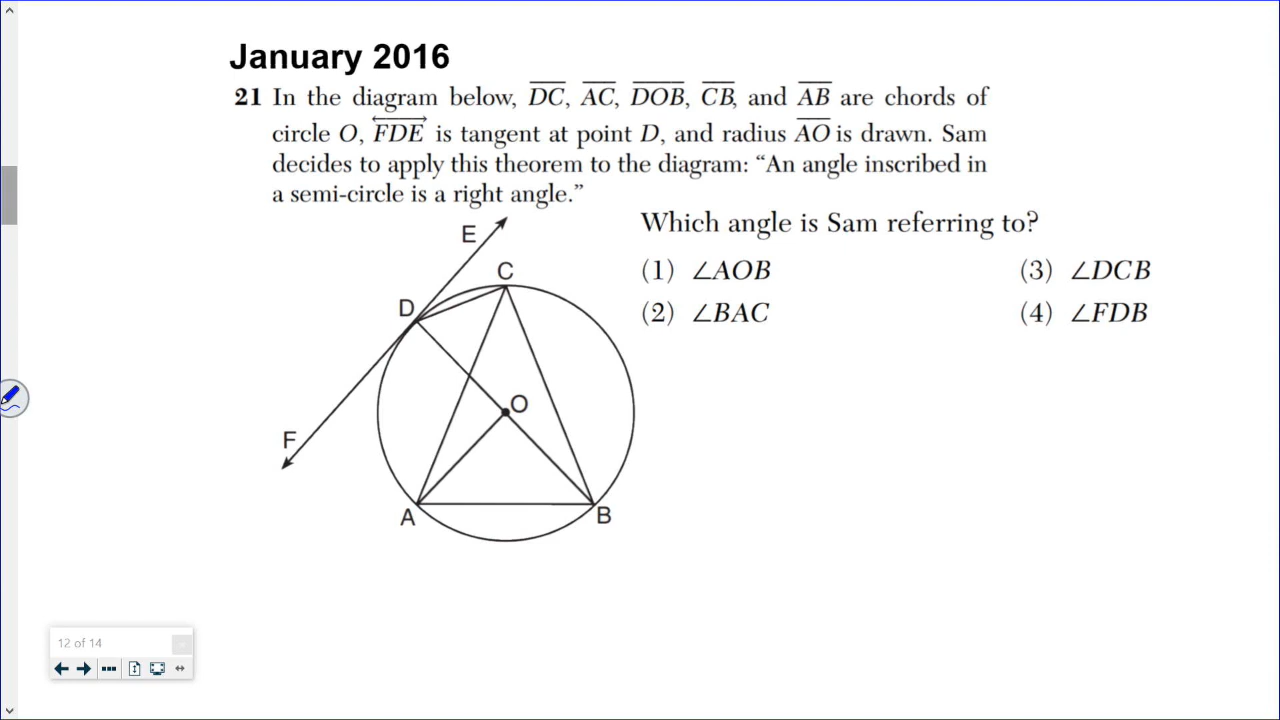 January 2016
21 In the diagram below, DC, AC, DOB, CB, and AB are chords of
circle O, FDE is tangent at point D, and radius AO is drawn. Sam
decides to apply this theorem to the diagram: “An angle inscribed in
a semi-circle is a right angle.”
Which angle is Sam referring to?
(1) ∠AOB (3) ∠DCB
(2) ∠BAC (4) ∠FDB
E
C
D
O
F
A
B
12 of 14